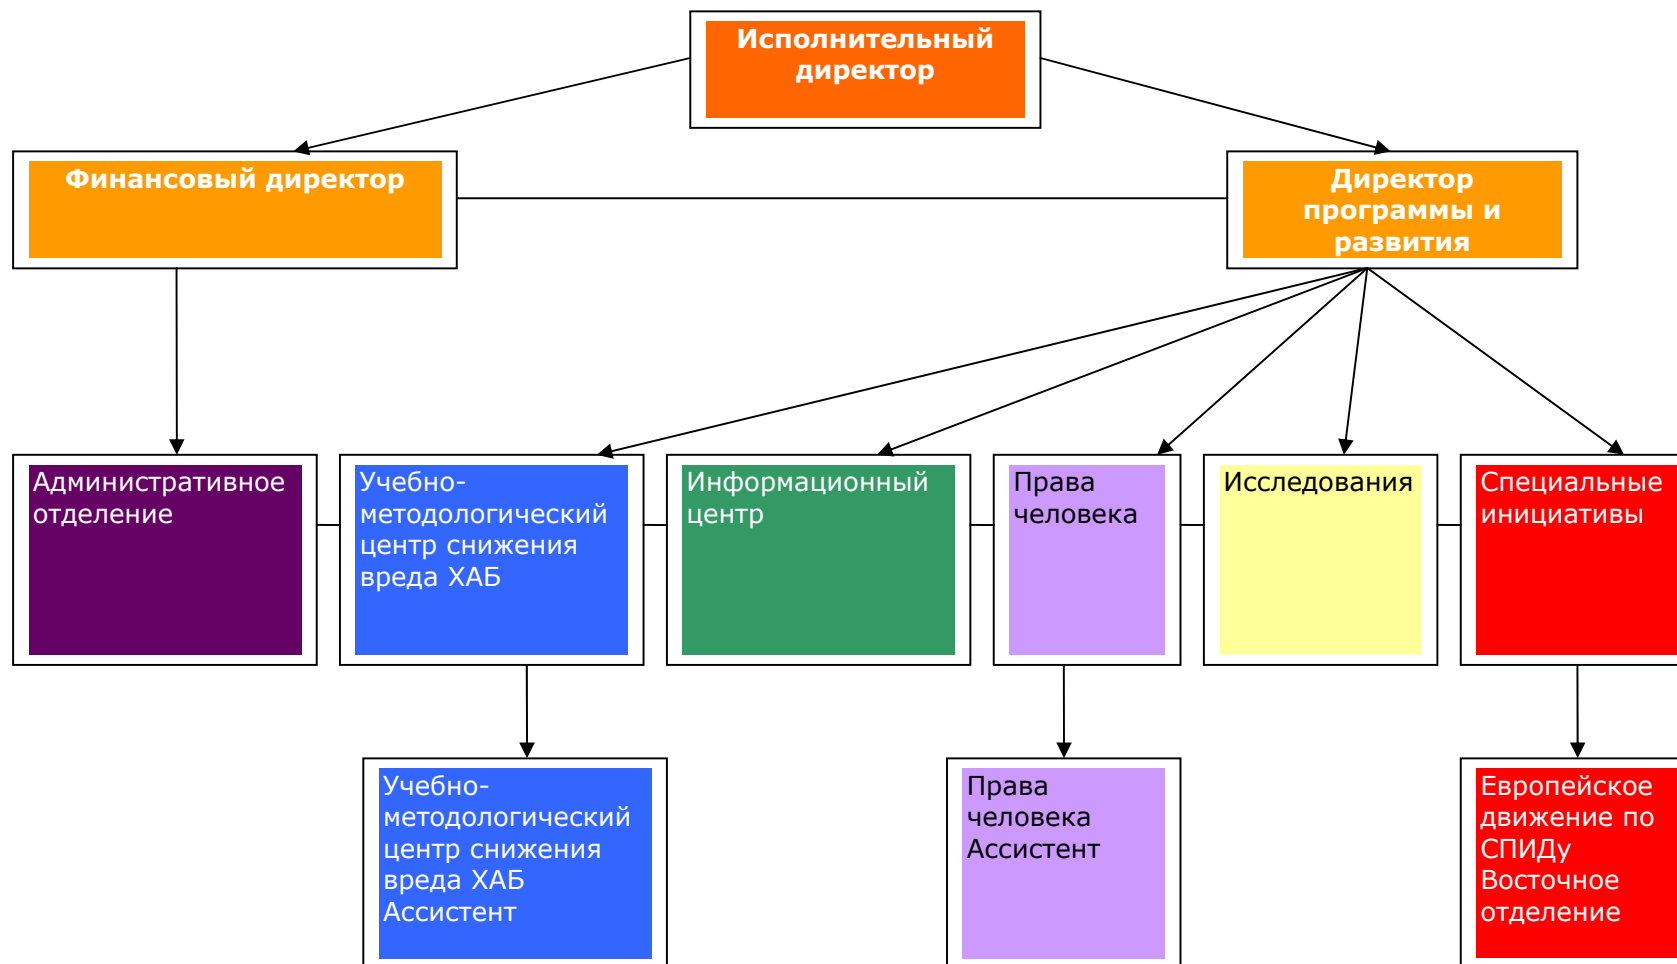 Исполнительный
директор
Финансовый директор
Директор
программы и
развития
Административное
отделение
Учебно-
методологический
центр снижения
вреда ХАБ
Информационный
центр
Права
человека
Исследования
Специальные
инициативы
Учебно-
методологический
центр снижения
вреда ХАБ
Ассистент
Права
человека
Ассистент
Европейское
движение по
СПИДу
Восточное
отделение